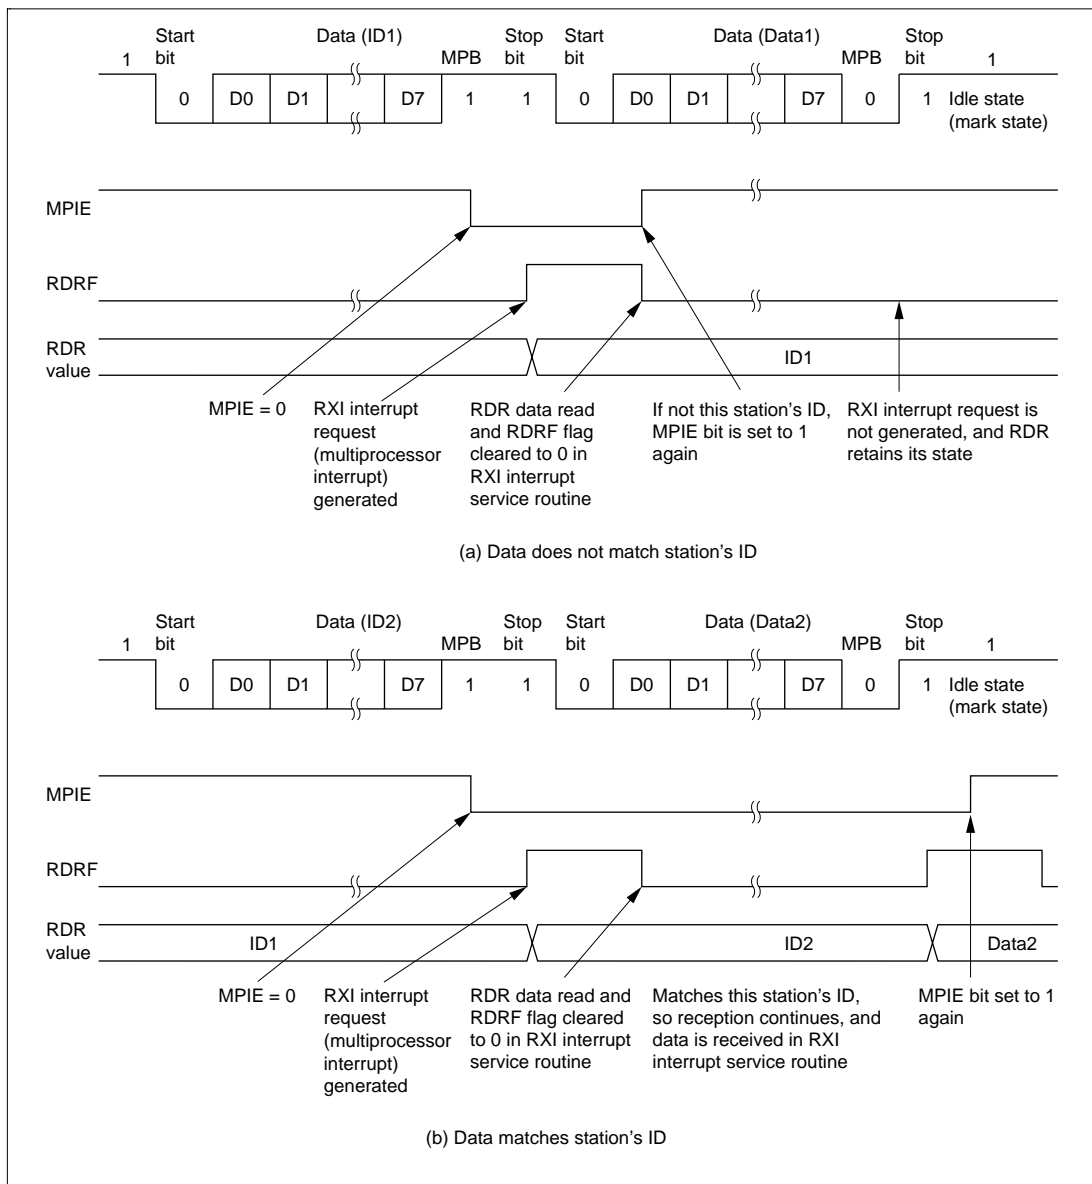 Start bit Data (ID1) Stop bit Start bit Data (Data1) Stop bit
1 MPB MPB 1
0 D0 D1 D7 1 1 0 D0 D1 D7 0 1 Idle state (mark state)
MPIE
RDRF
RDR value
ID1
MPIE = 0
RXI interrupt
request
(multiprocessor
interrupt)
generated
RDR data read
and RDRF flag
cleared to 0 in
RXI interrupt
service routine
If not this station's ID,
MPIE bit is set to 1
again
RXI interrupt request is
not generated, and RDR
retains its state
(a) Data does not match station's ID
Start bit Data (ID2) Stop bit Start bit Data (Data2) Stop bit
1 MPB MPB 1
0 D0 D1 D7 1 1 0 D0 D1 D7 0 1 Idle state (mark state)
MPIE
RDRF
RDR value
ID1 ID2 Data2
MPIE = 0
RXI interrupt
request
(multiprocessor
interrupt)
generated
RDR data read and
RDRF flag cleared
to 0 in RXI interrupt
service routine
Matches this station's ID,
so reception continues, and
data is received in RXI
interrupt service routine
MPIE bit set to 1
again
(b) Data matches station's ID